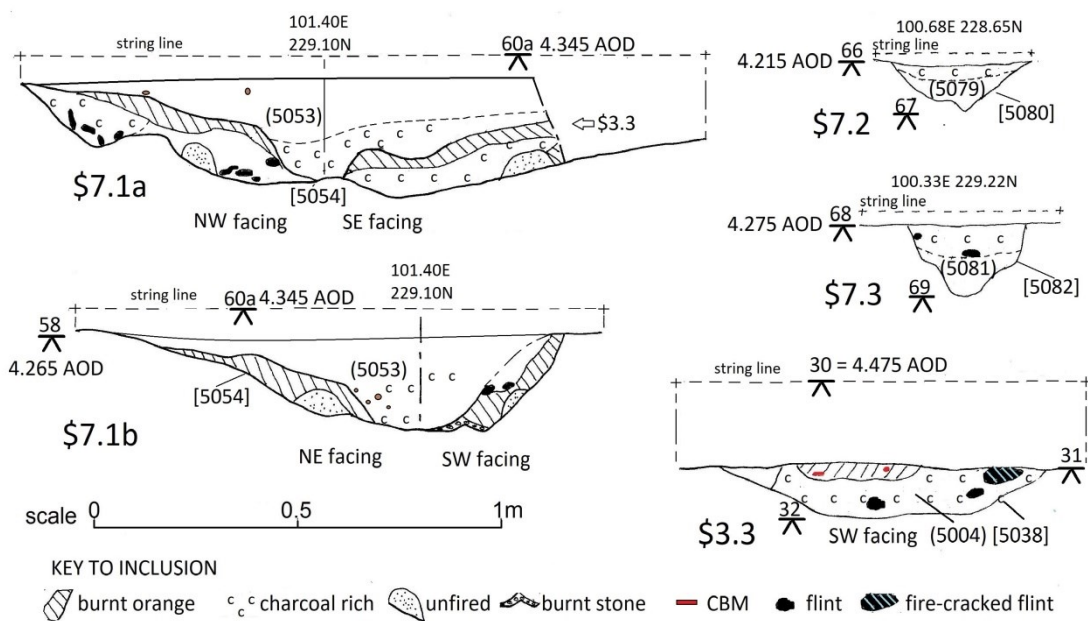 101.40E
229.10N
string line
60a 4.345 AOD
C C C C C C C C C C C C C C C C C C C C C C
(5053)
$3.3
$7.1a
[5054]
NW facing SE facing
100.68E 228.65N
string line
66
4.215 AOD
C C C
(5079)
67
[5080]
$7.2
100.33E 229.22N
string line
68
4.275 AOD
C C C
(5081)
69
[5082]
$7.3
101.40E
229.10N
string line
60a 4.345 AOD
58
4.265 AOD
(5053)
C C C C C C
[5054]
$7.1b
NE facing SW facing
string line
30 = 4.475 AOD
31
C C C C C C C C C C C C
32
$3.3
SW facing (5004) [5038]
scale 0 0.5 1m
KEY TO INCLUSION
burnt orange C C C C charcoal rich unfired burnt stone CBM flint fire-cracked flint